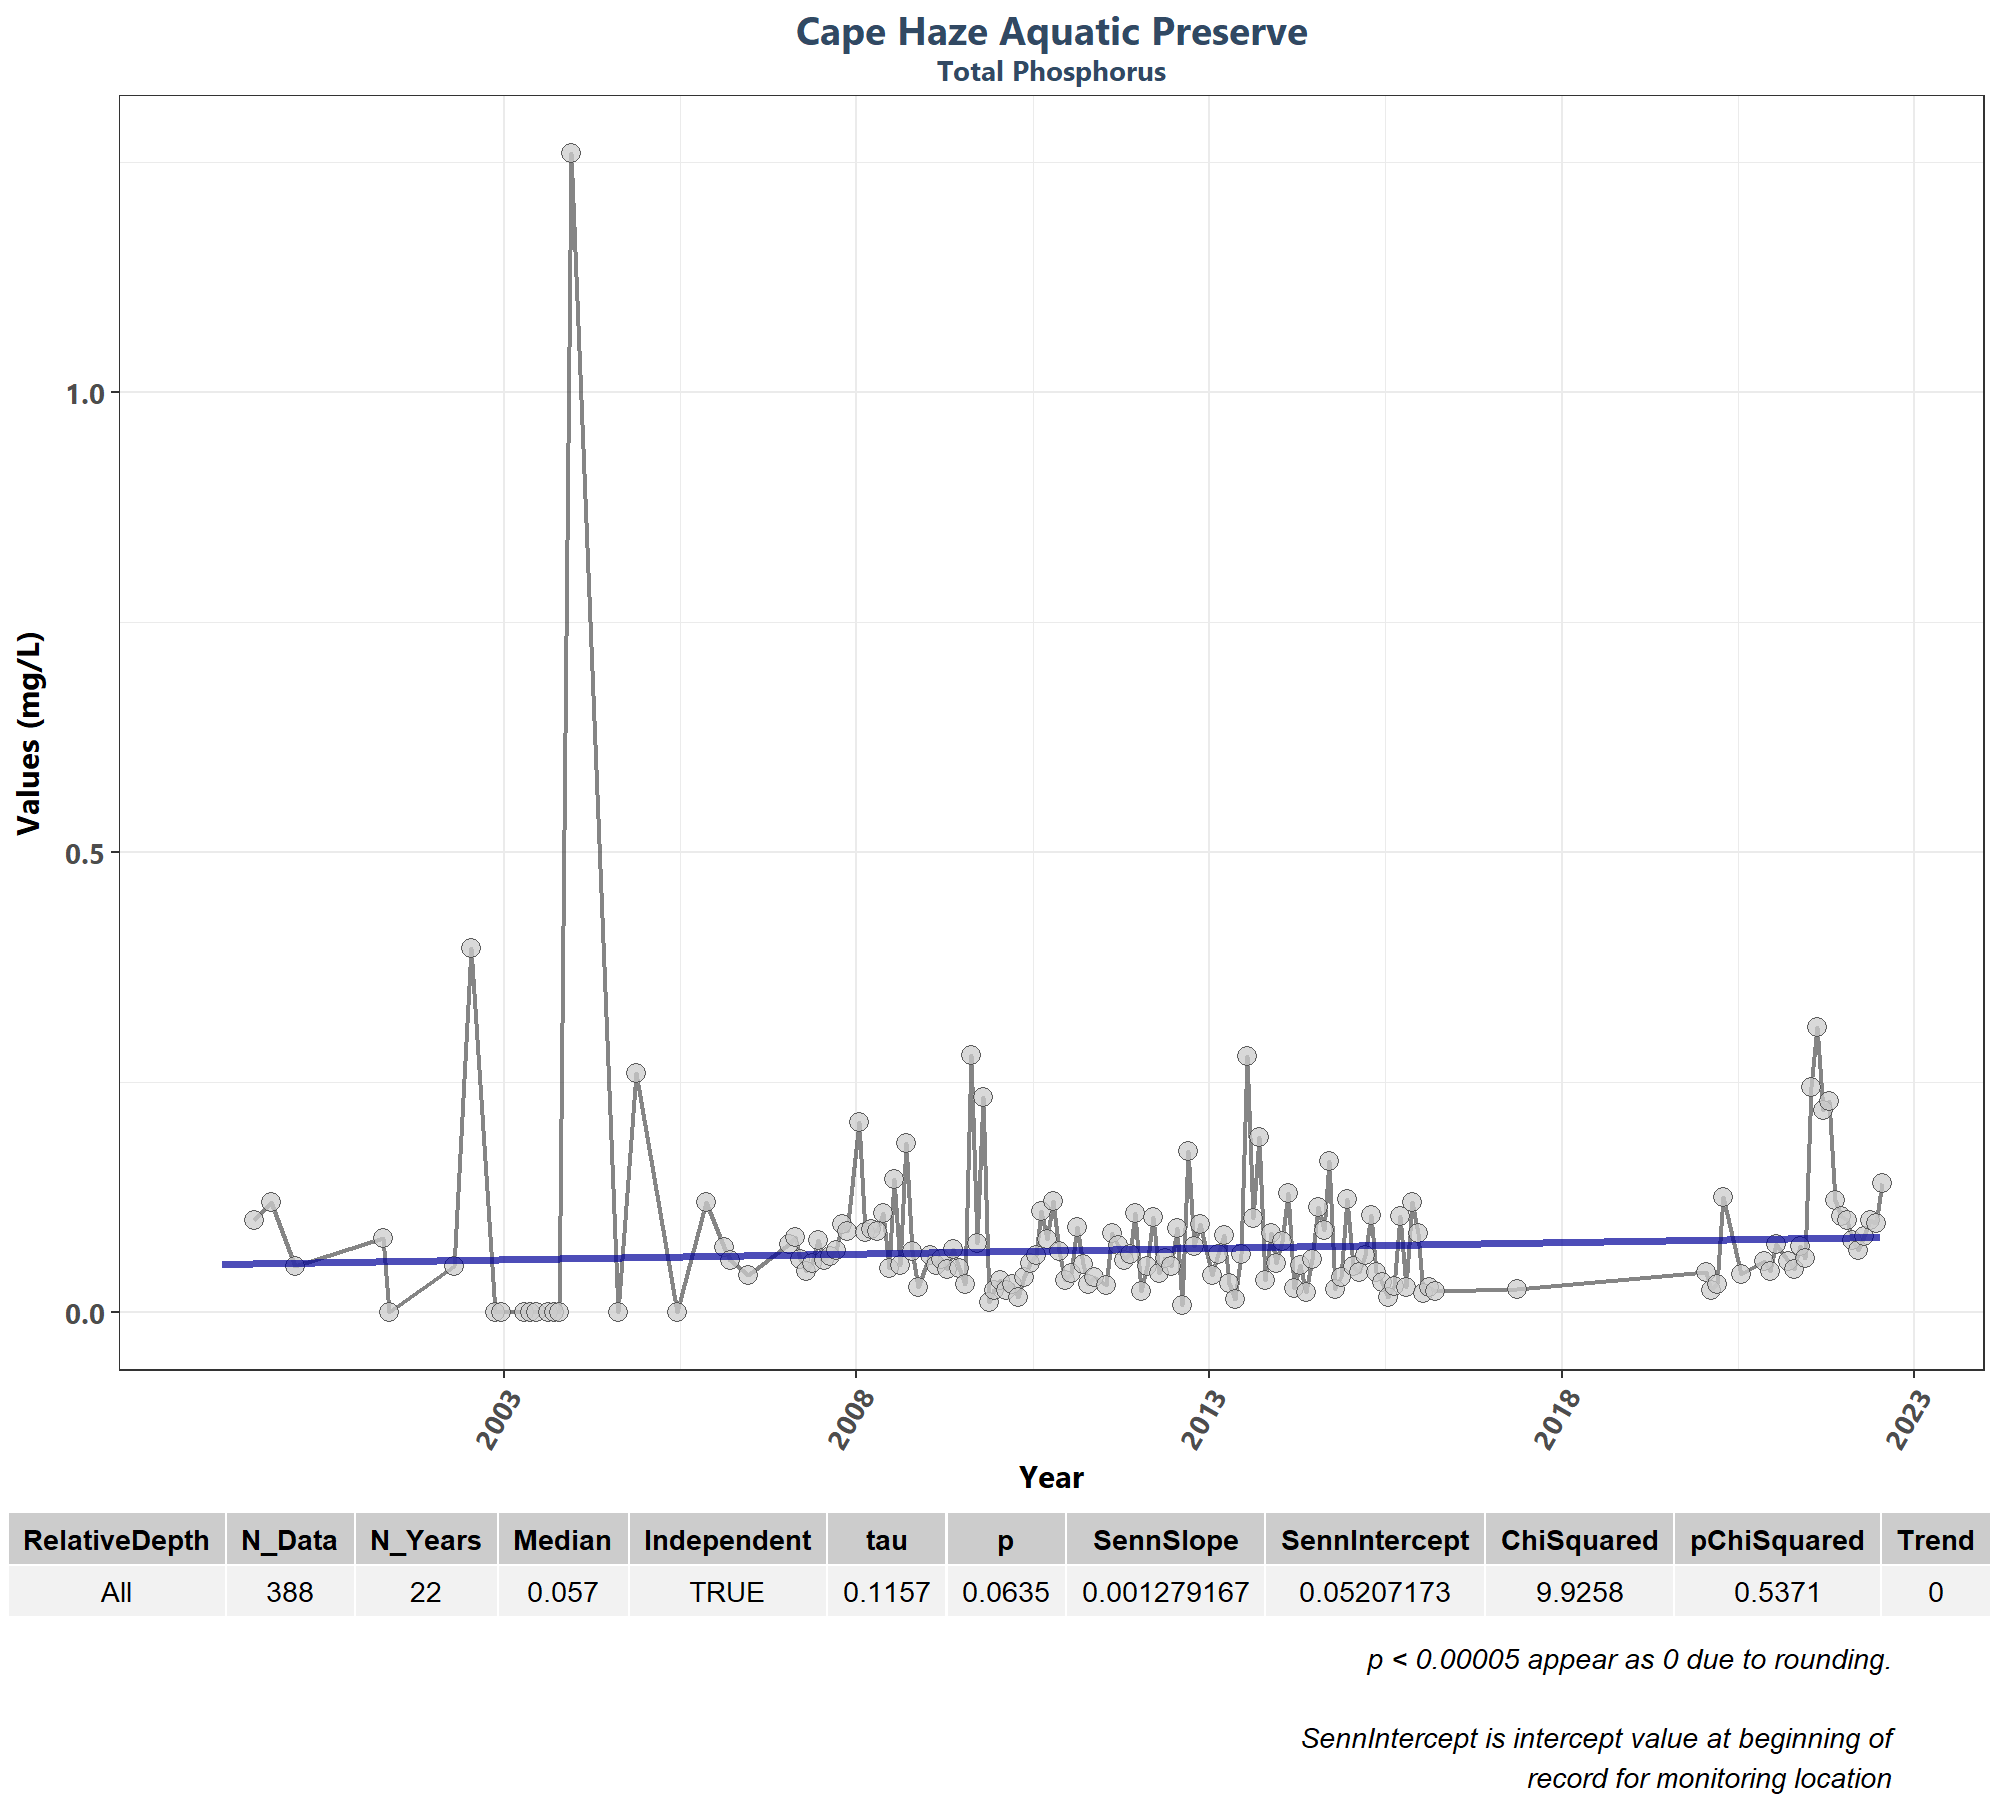 Cape Haze Aquatic Preserve
Total Phosphorus
Values (mg/L)
1.0
0.5
0.0
2003
2008
2013
2018
2023
Year
RelativeDepth N_Data N_Years Median Independent tau p SennSlope SennIntercept ChiSquared pChiSquared Trend
All 388 22 0.057 TRUE 0.1157 0.0635 0.001279167 0.05207173 9.9258 0.5371 0
p < 0.00005 appear as 0 due to rounding.
SennIntercept is intercept value at beginning of
record for monitoring location